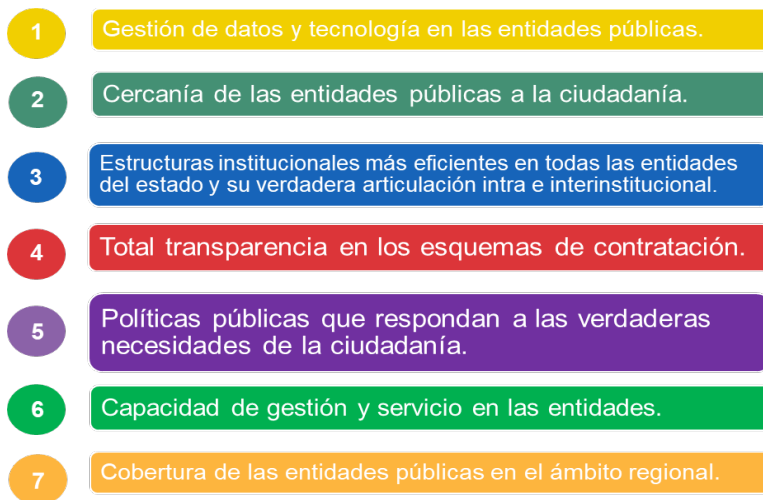 1
Gestión de datos y tecnología en las entidades públicas.
2
Cercanía de las entidades públicas a la ciudadanía.
3
Estructuras institucionales más eficientes en todas las entidades
del estado y su verdadera articulación intra e interinstitucional.
4
Total transparencia en los esquemas de contratación.
5
Políticas públicas que respondan a las verdaderas
necesidades de la ciudadanía.
6
Capacidad de gestión y servicio en las entidades.
7
Cobertura de las entidades públicas en el ámbito regional.